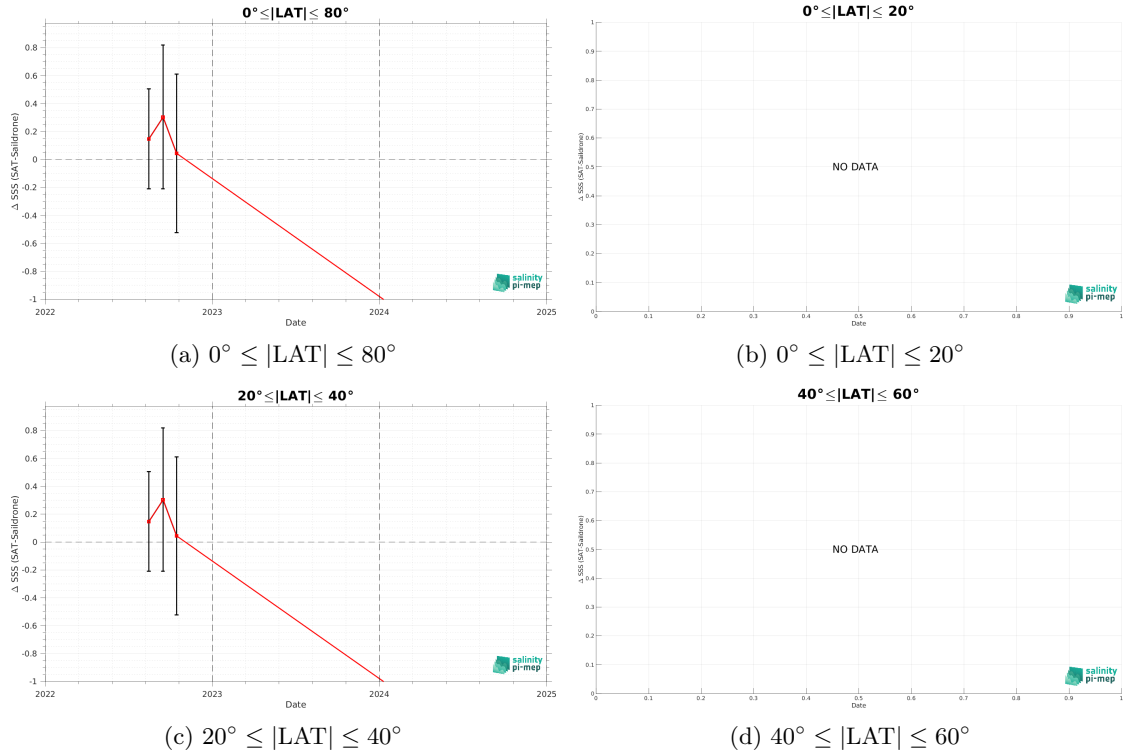 0°≤|LAT|≤ 80°
Δ SSS (SAT-Saildrone)
0.8
0.6
0.4
0.2
0
-0.2
-0.4
-0.6
-0.8
-1
2022
2023
2024
2025
Date
salinity
pi-mep
(a) 0° ≤ |LAT| ≤ 80°
0°≤|LAT|≤ 20°
Δ SSS (SAT-Saildrone)
1
0.9
0.8
0.7
0.6
0.5
0.4
0.3
0.2
0.1
0
NO DATA
0
0.1
0.2
0.3
0.4
0.5
0.6
0.7
0.8
0.9
1
Date
salinity
pi-mep
(b) 0° ≤ |LAT| ≤ 20°
20°≤|LAT|≤ 40°
Δ SSS (SAT-Saildrone)
0.8
0.6
0.4
0.2
0
-0.2
-0.4
-0.6
-0.8
-1
2022
2023
2024
2025
Date
salinity
pi-mep
(c) 20° ≤ |LAT| ≤ 40°
40°≤|LAT|≤ 60°
Δ SSS (SAT-Saildrone)
1
0.9
0.8
0.7
0.6
0.5
0.4
0.3
0.2
0.1
0
NO DATA
0
0.1
0.2
0.3
0.4
0.5
0.6
0.7
0.8
0.9
1
Date
salinity
pi-mep
(d) 40° ≤ |LAT| ≤ 60°